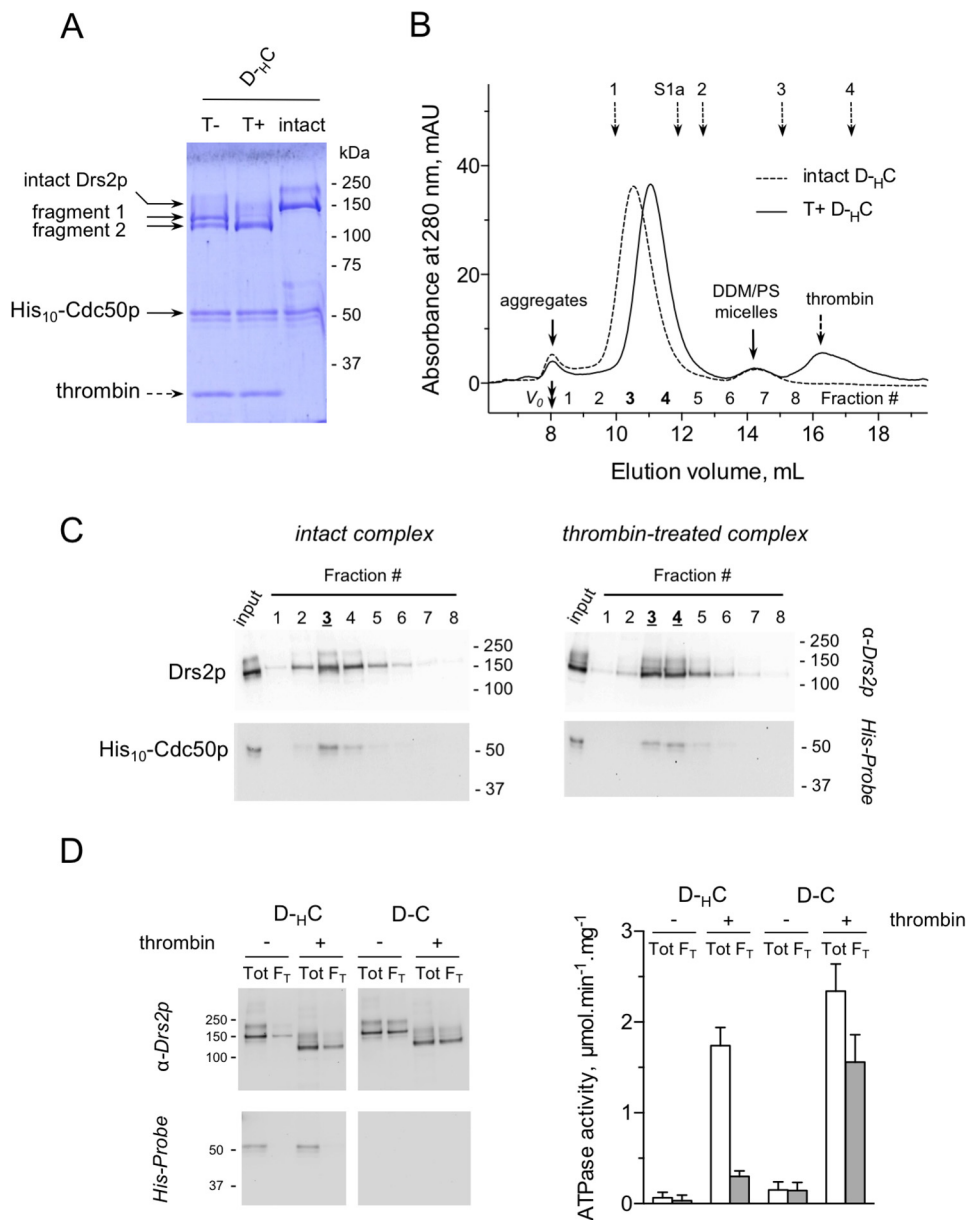 A
D-HC
T- T+ intact
kDa
intact Drs2p
fragment 1
fragment 2
His10-Cdc50p
thrombin
- 250
- 150
- 100
- 75
- 50
- 37
B
1 S1a 2 3 4
Absorbance at 280 nm, mAU
40
20
0
intact D-HC
T+ D-HC
aggregates
DDM/PS
micelles
thrombin
V0 1 2 3 4 5 6 7 8 Fraction #
8 10 12 14 16 18
Elution volume, mL
C
intact complex
Fraction #
input 1 2 3 4 5 6 7 8
Drs2p
- 250
- 150
- 100
His10-Cdc50p
- 50
- 37
thrombin-treated complex
Fraction #
input 1 2 3 4 5 6 7 8
- 250
- 150
- 100
α-Drs2p
- 50
- 37
His-Probe
D
D-HC D-C
thrombin - + - +
Tot FT Tot FT Tot FT Tot FT
α-Drs2p
250 -
150 -
100 -
His-Probe
50 -
37 -
D-HC D-C
- + - + thrombin
Tot FT Tot FT Tot FT Tot FT
ATPase activity, µmol.min-1.mg-1
3
2
1
0